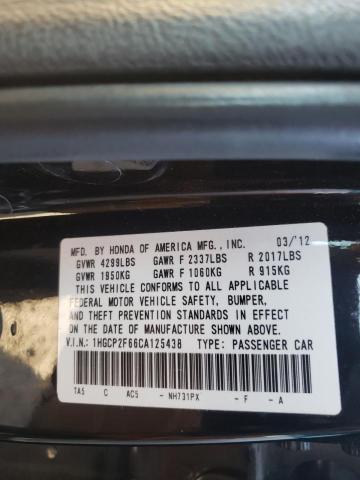 MFD. BY HONDA OF AMERICA MFG., INC. 03/'12
GVWR 4299LBS GAWR F 2337LBS R 2017LBS
GVWR 1950KG GAWR F 1060KG R 915KG
THIS VEHICLE CONFORMS TO ALL APPLICABLE
FEDERAL MOTOR VEHICLE SAFETY, BUMPER,
AND THEFT PREVENTION STANDARDS IN EFFECT
ON THE DATE OF MANUFACTURE SHOWN ABOVE.
V.I.N.: 1HGCP2F66CA125438 TYPE: PASSENGER CAR
TA5 C AC5 - NH731PX - F - A